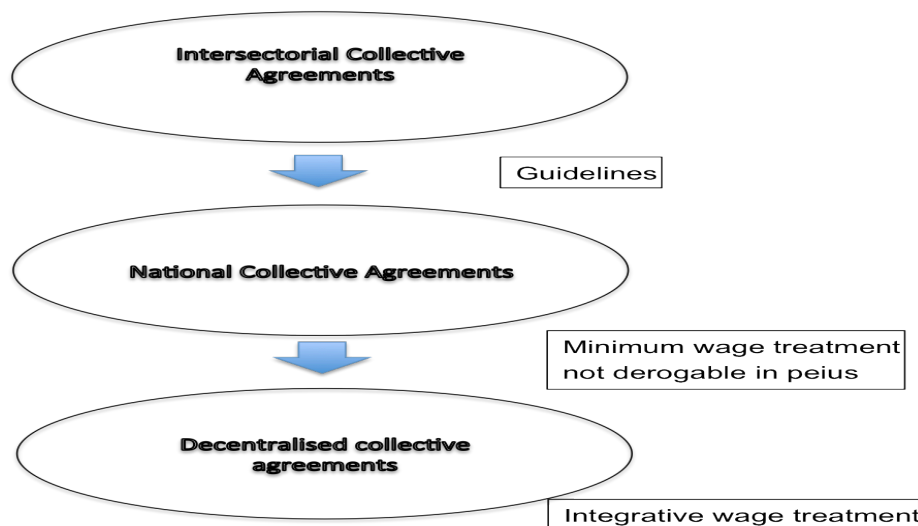 Intersectorial Collective
Agreements
Guidelines
National Collective Agreements
Minimum wage treatment
not derogable in peius
Decentralised collective
agreements
Integrative wage treatment